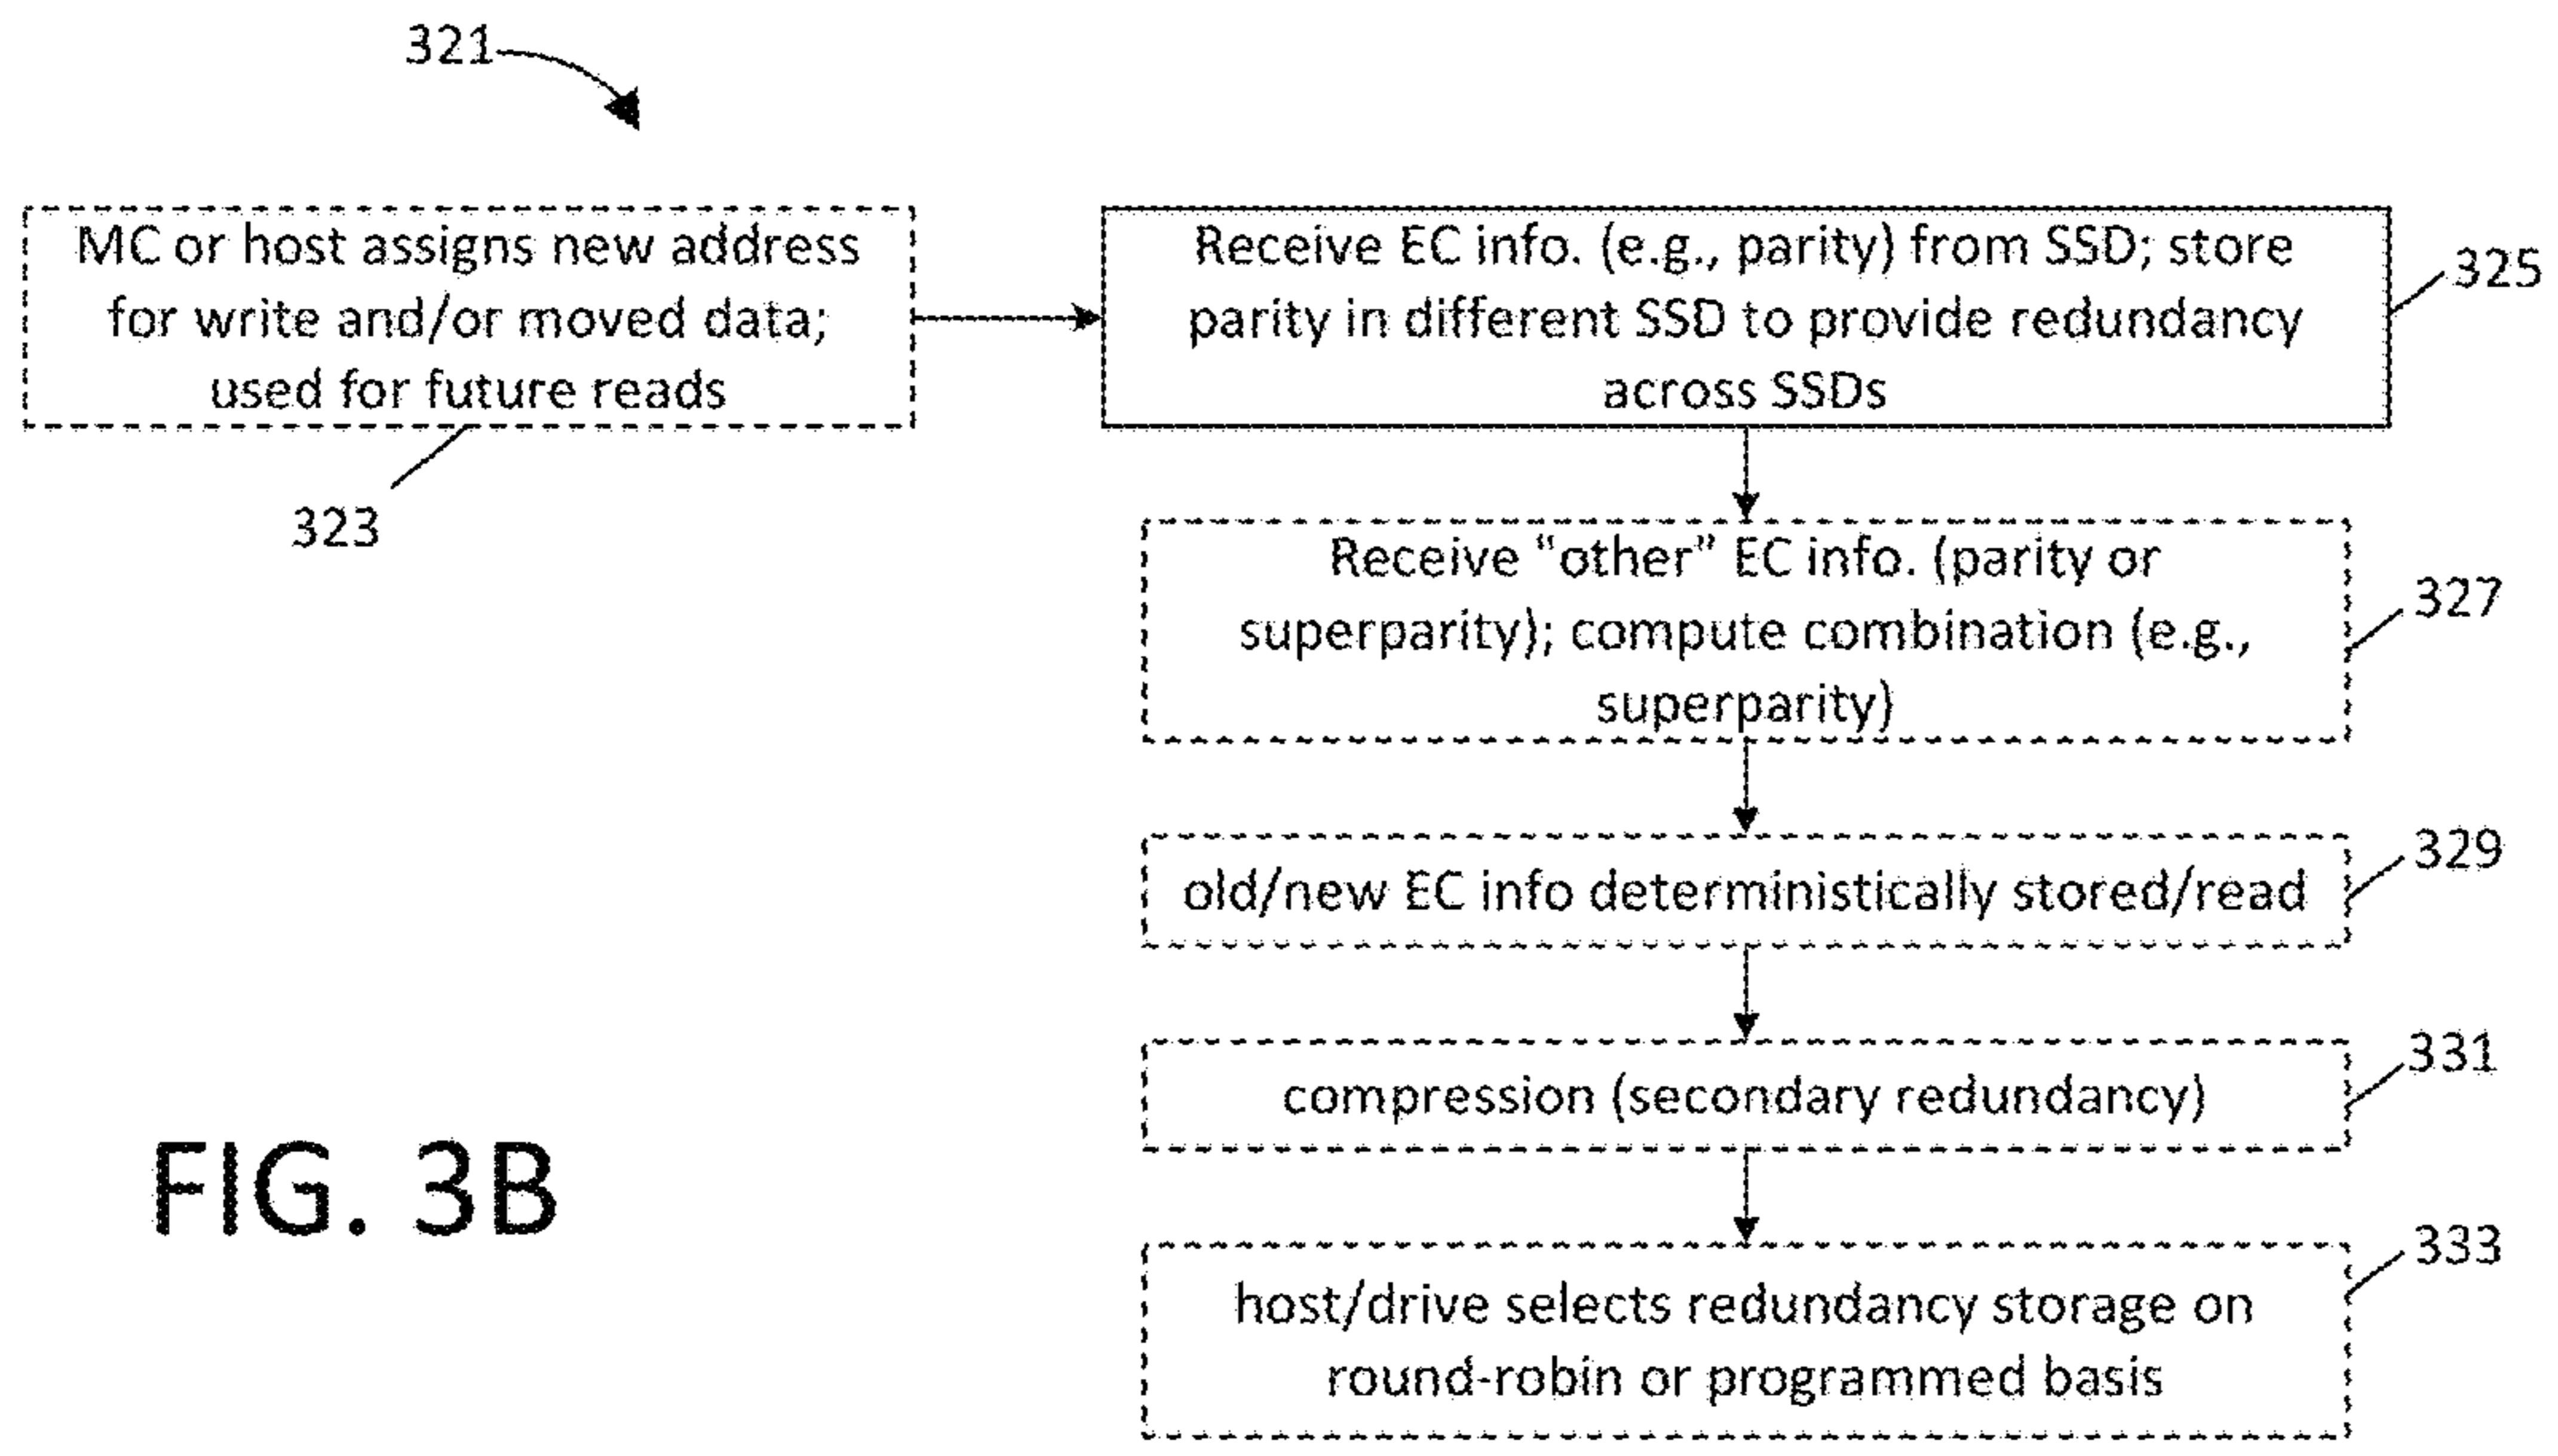 321
MC or host assigns new address
for write and/or moved data;
used for future reads
323
Receive EC info. (e.g., parity) from SSD; store
parity in different SSD to provide redundancy
across SSDs
325
Receive "other" EC info. (parity or
superparity); compute combination (e.g.,
superparity)
327
old/new EC info deterministically stored/read
329
compression (secondary redundancy)
331
host/drive selects redundancy storage on
round-robin or programmed basis
333
FIG. 3B